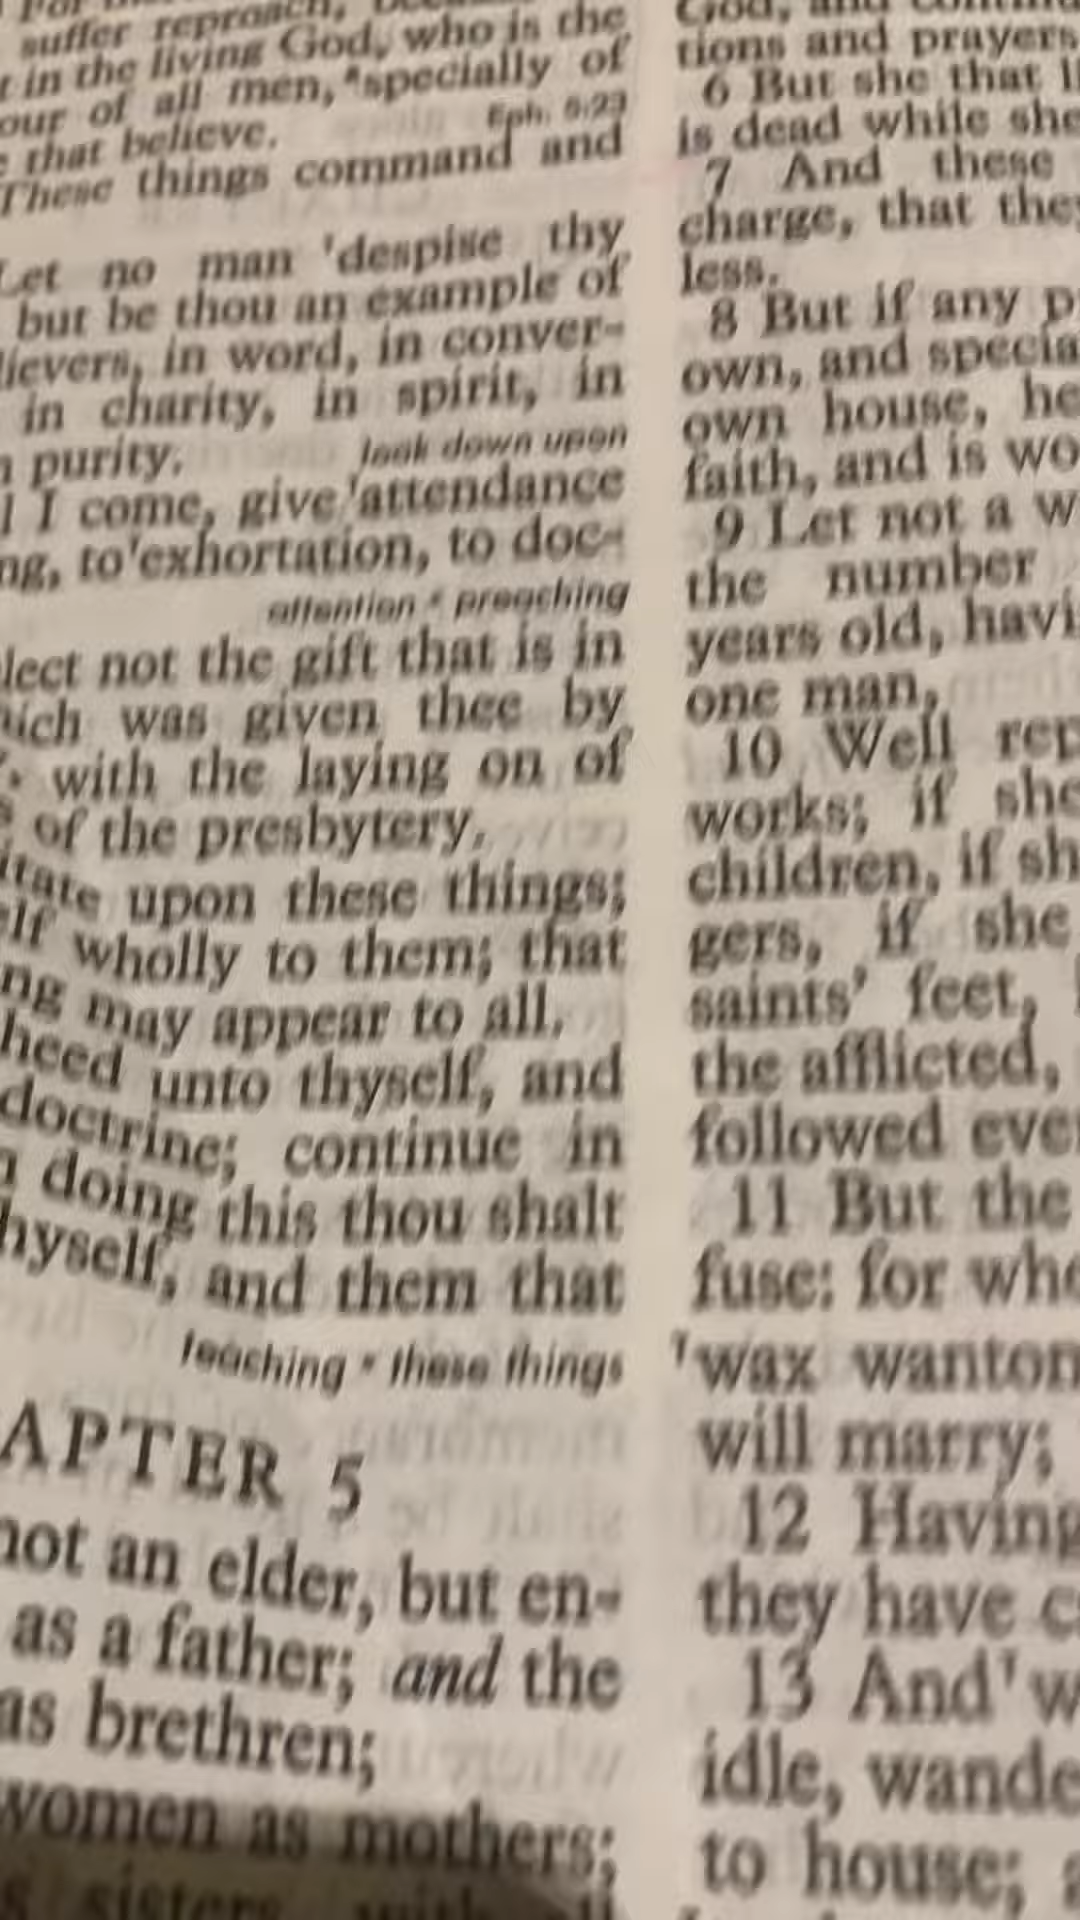 suffer reproach,
in the living God, who is the
our of all men, *specially of
Eph. 5:23
that believe.
These things command and
Let no man 'despise thy
but be thou an example of
lievers, in word, in conver-
in charity, in spirit, in
purity.
look down upon
I come, give 'attendance
ng, to 'exhortation, to doc-
attention * preaching
lect not the gift that is in
ich was given thee by
with the laying on of
of the presbytery.
itate upon these things;
elf wholly to them; that
ng may appear to all.
heed unto thyself, and
doctrine; continue in
doing this thou shalt
hyself, and them that
teaching * these things
APTER 5
not an elder, but en-
as a father; and the
as brethren;
women as mothers;
sisters, with
God, and
tions and prayers
6 But she that li
is dead while she
7 And these
charge, that they
less.
8 But if any p
own, and specia
own house, he
faith, and is wo
9 Let not a w
the number
years old, havi
one man,
10 Well rep
works; if she
children, if sh
gers, if she
saints' feet,
the afflicted,
followed eve
11 But the
fuse: for whe
'wax wanton
will marry;
12 Having
they have c
13 And 'w
idle, wande
to house; a